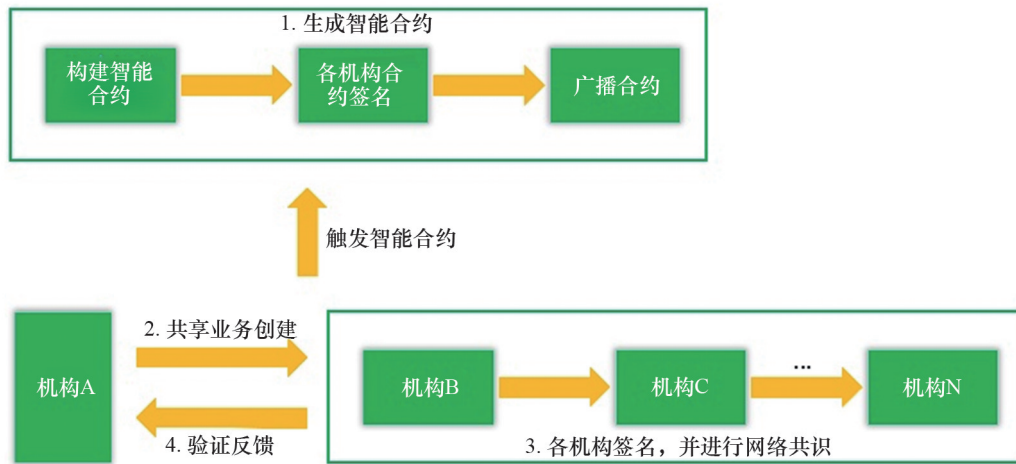 1. 生成智能合约
构建智能
合约
各机构合
约签名
广播合约
触发智能合约
机构A
2. 共享业务创建
4. 验证反馈
机构B
机构C
...
机构N
3. 各机构签名，并进行网络共识